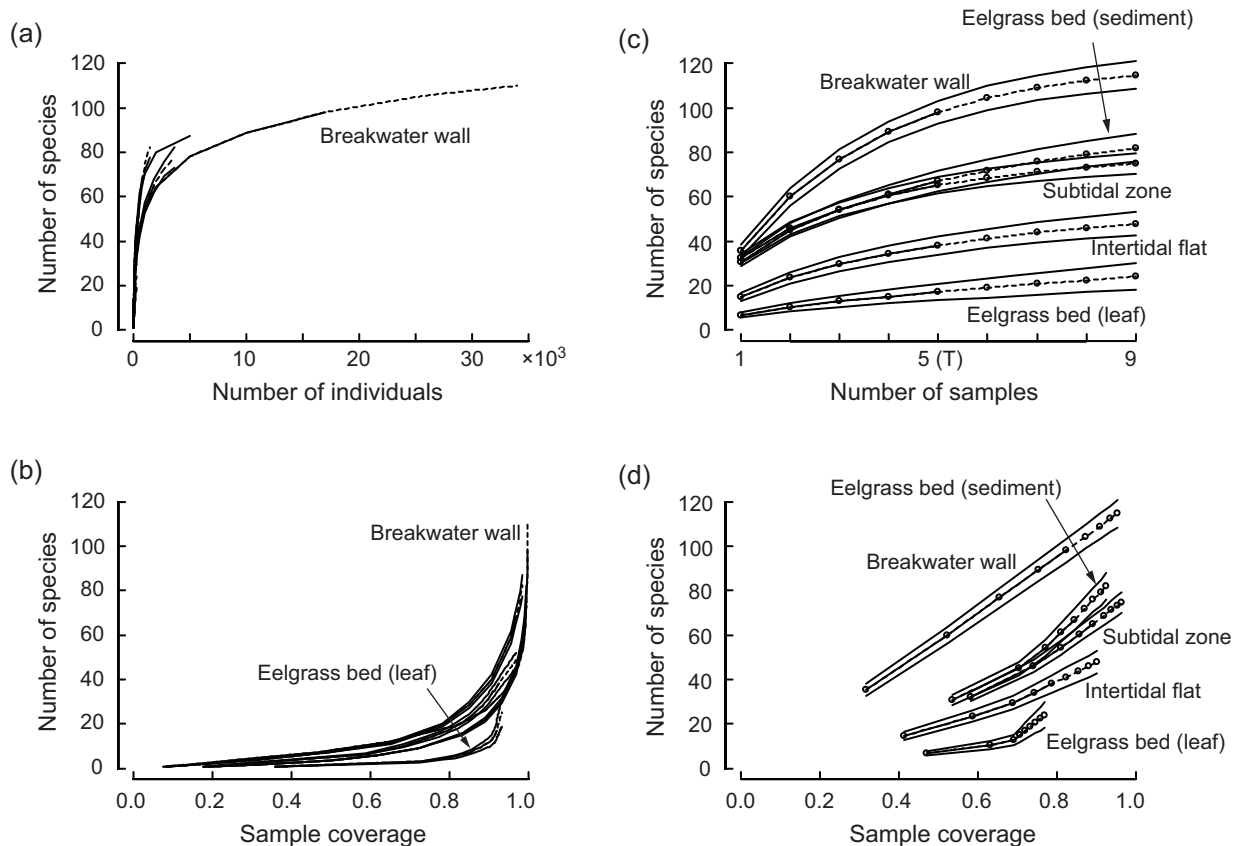 (a)
120
100
80
60
40
20
0
Number of species
Breakwater wall
0
10
20
30
×10³
Number of individuals
(c)
Eelgrass bed (sediment)
120
100
80
60
40
20
0
Number of species
Breakwater wall
Subtidal zone
Intertidal flat
Eelgrass bed (leaf)
1
5 (T)
9
Number of samples
(b)
120
100
80
60
40
20
0
Number of species
Breakwater wall
Eelgrass bed (leaf)
0.0
0.2
0.4
0.6
0.8
1.0
Sample coverage
(d)
Eelgrass bed (sediment)
120
100
80
60
40
20
0
Number of species
Breakwater wall
Subtidal zone
Intertidal flat
Eelgrass bed (leaf)
0.0
0.2
0.4
0.6
0.8
1.0
Sample coverage